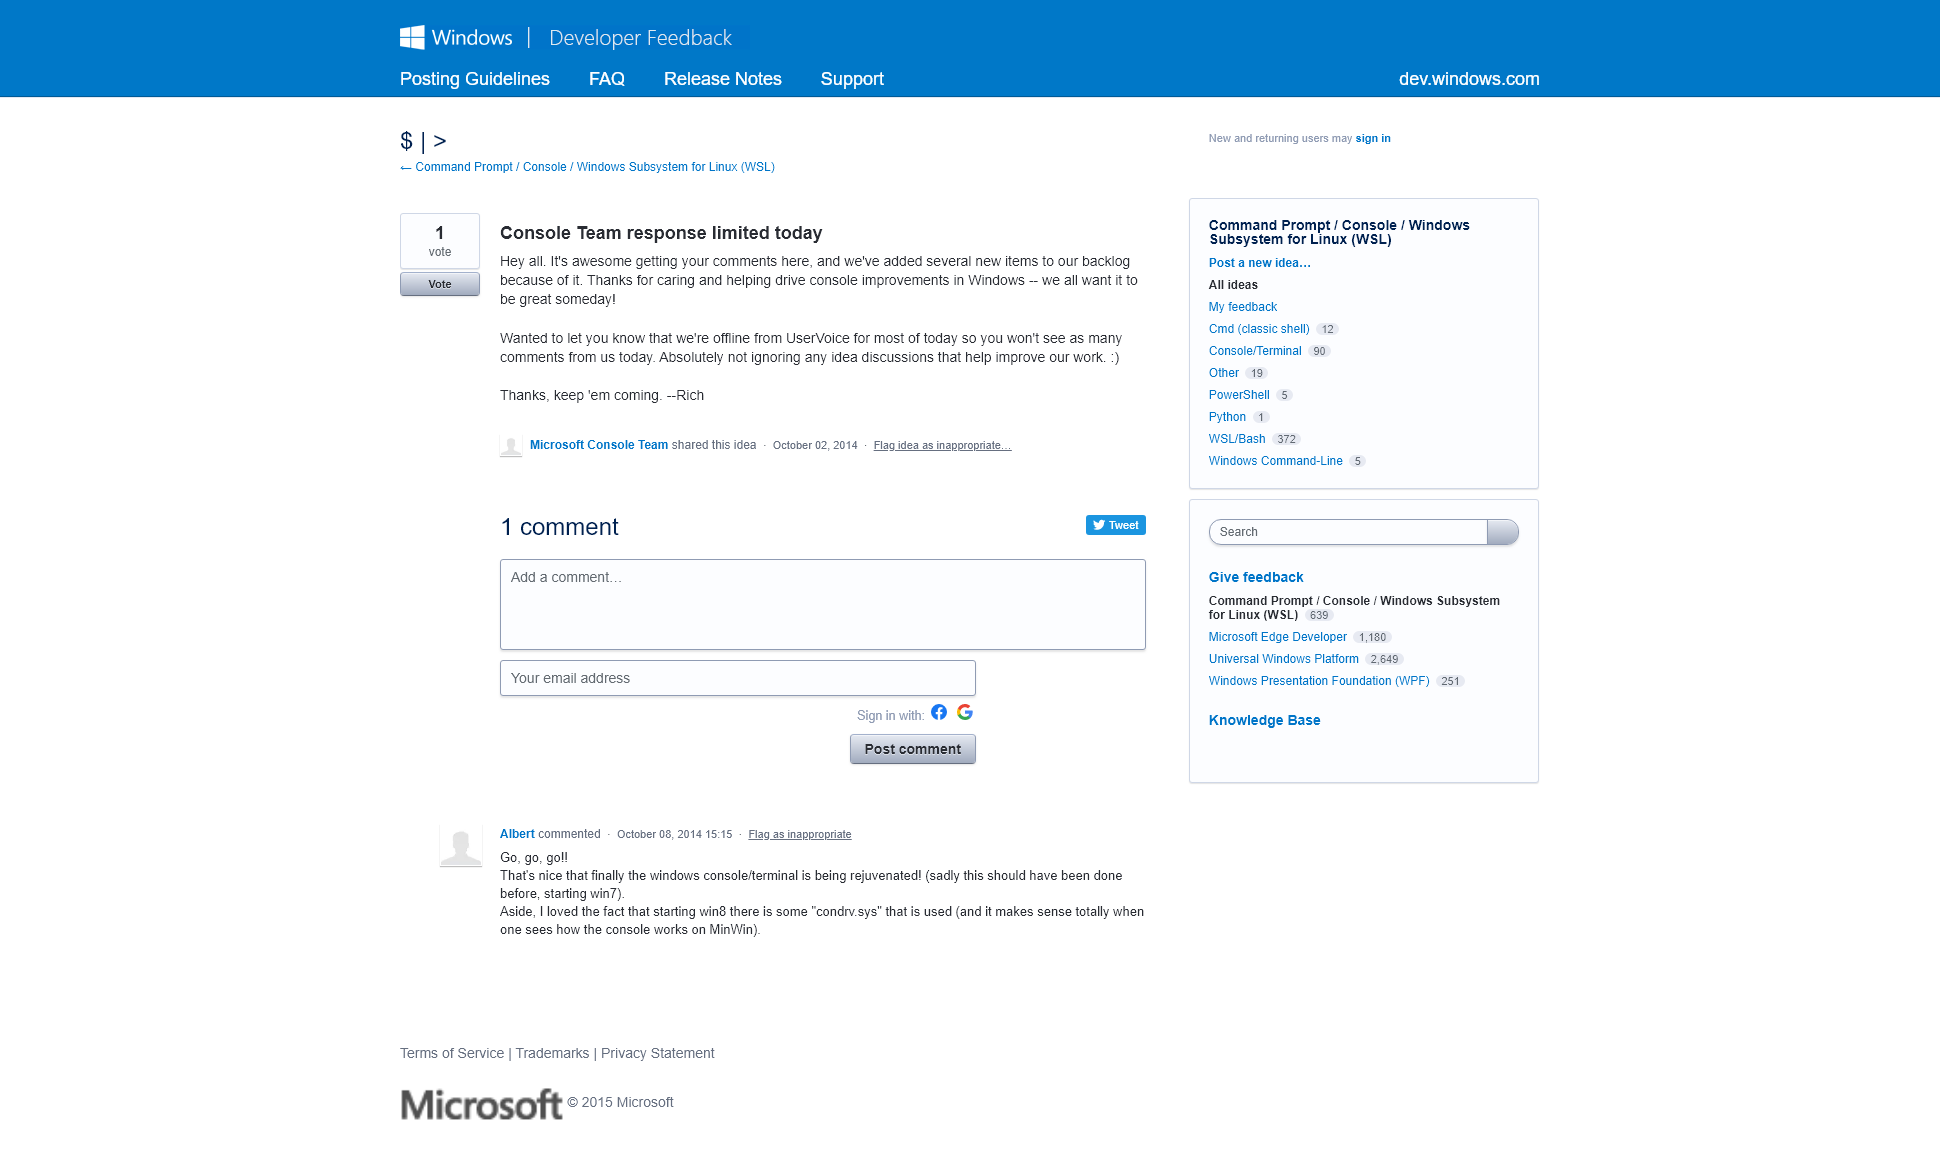 Windows | Developer Feedback
Posting Guidelines FAQ Release Notes Support dev.windows.com
$ | >
New and returning users may sign in
← Command Prompt / Console / Windows Subsystem for Linux (WSL)
1
vote
Vote
Console Team response limited today
Hey all. It's awesome getting your comments here, and we've added several new items to our backlog
because of it. Thanks for caring and helping drive console improvements in Windows -- we all want it to
be great someday!
Wanted to let you know that we're offline from UserVoice for most of today so you won't see as many
comments from us today. Absolutely not ignoring any idea discussions that help improve our work. :)
Thanks, keep 'em coming. --Rich
Microsoft Console Team shared this idea · October 02, 2014 · Flag idea as inappropriate…
1 comment
Tweet
Add a comment…
Your email address
Sign in with:
Post comment
Albert commented · October 08, 2014 15:15 · Flag as inappropriate
Go, go, go!!
That's nice that finally the windows console/terminal is being rejuvenated! (sadly this should have been done
before, starting win7).
Aside, I loved the fact that starting win8 there is some "condrv.sys" that is used (and it makes sense totally when
one sees how the console works on MinWin).
Command Prompt / Console / Windows
Subsystem for Linux (WSL)
Post a new idea…
All ideas
My feedback
Cmd (classic shell) 12
Console/Terminal 90
Other 19
PowerShell 5
Python 1
WSL/Bash 372
Windows Command-Line 5
Search
Give feedback
Command Prompt / Console / Windows Subsystem
for Linux (WSL) 639
Microsoft Edge Developer 1,180
Universal Windows Platform 2,649
Windows Presentation Foundation (WPF) 251
Knowledge Base
Terms of Service | Trademarks | Privacy Statement
Microsoft © 2015 Microsoft